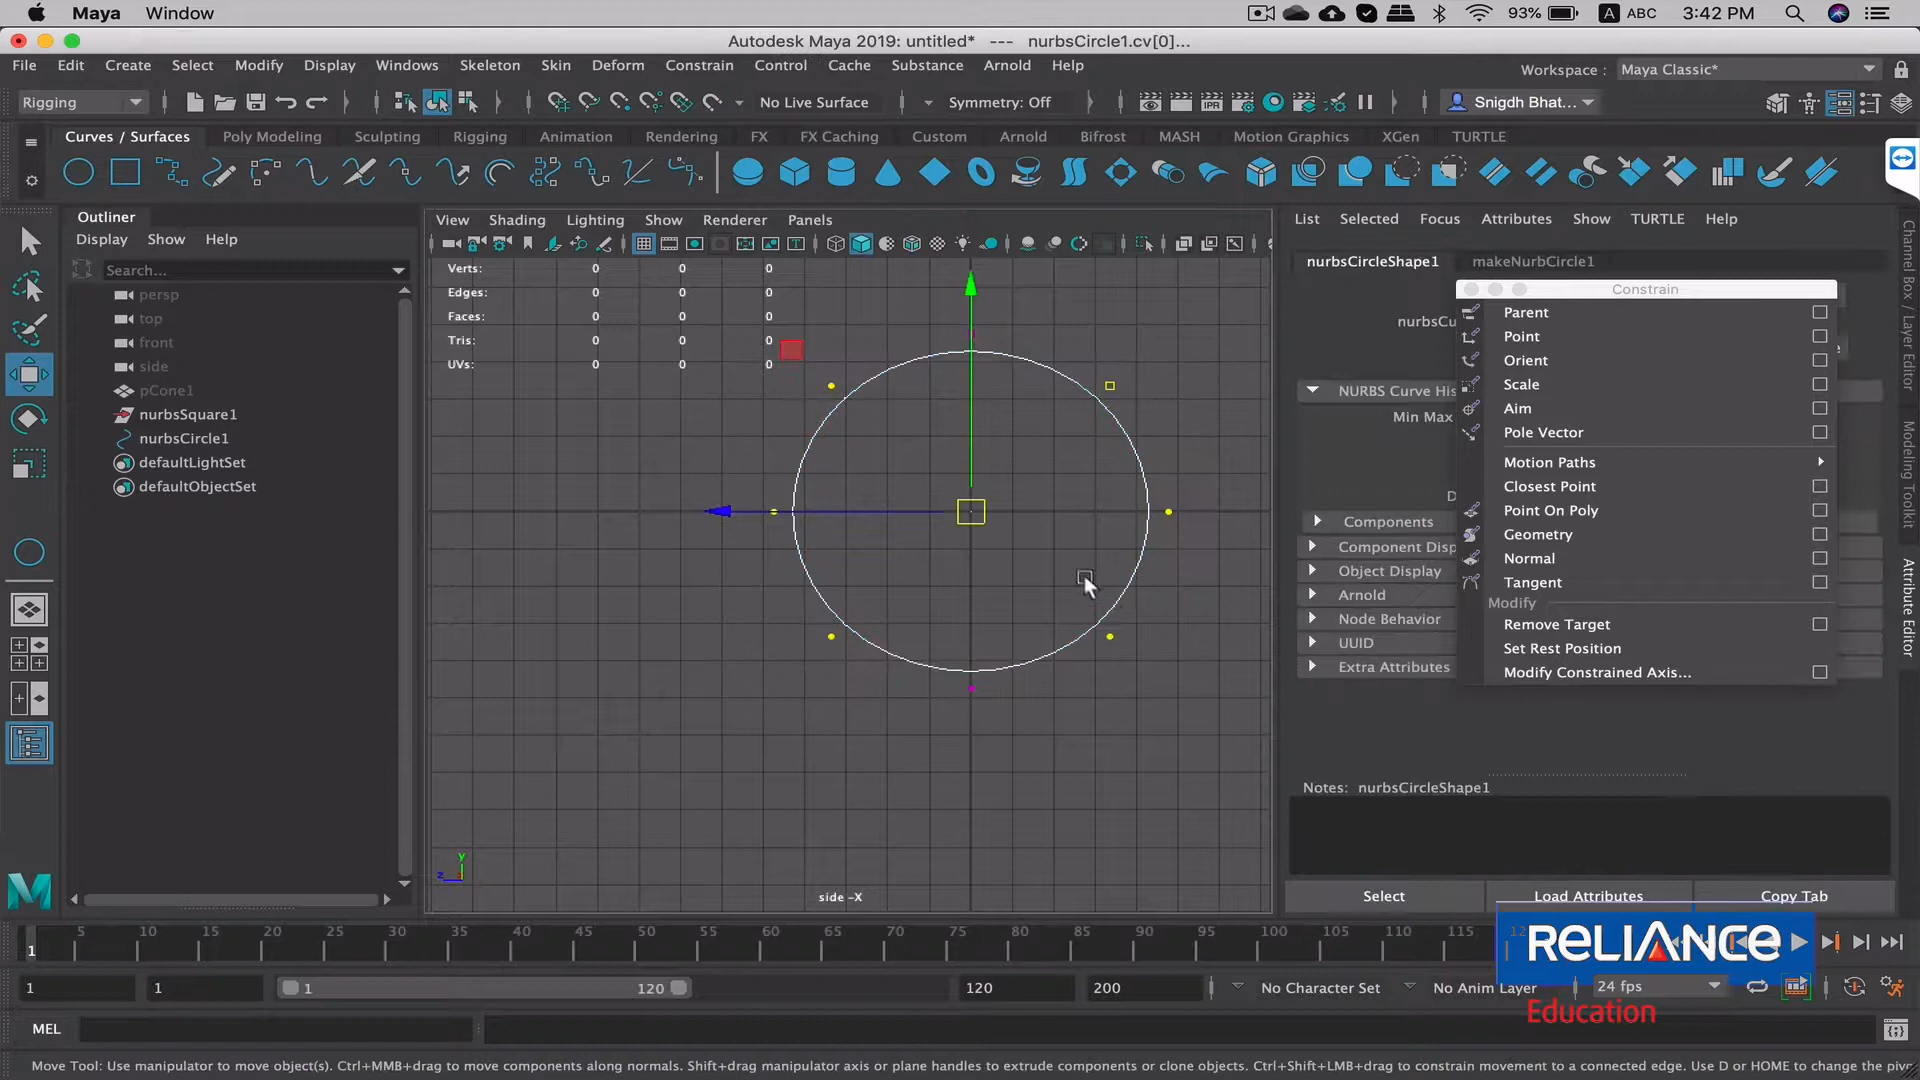 Maya Window 93% A ABC 3:42 PM
Autodesk Maya 2019: untitled* --- nurbsCircle1.cv[0]...
File Edit Create Select Modify Display Windows Skeleton Skin Deform Constrain Control Cache Substance Arnold Help Workspace : Maya Classic*
Rigging No Live Surface Symmetry: Off IPR Snigdh Bhat...
Curves / Surfaces Poly Modeling Sculpting Rigging Animation Rendering FX FX Caching Custom Arnold Bifrost MASH Motion Graphics XGen TURTLE
Outliner
Display Show Help
Search...
persp
top
front
side
pCone1
nurbsSquare1
nurbsCircle1
defaultLightSet
defaultObjectSet
View Shading Lighting Show Renderer Panels
Verts: 0 0 0
Edges: 0 0 0
Faces: 0 0 0
Tris: 0 0 0
UVs: 0 0 0
y
z
side -X
List Selected Focus Attributes Show TURTLE Help
nurbsCircleShape1 makeNurbCircle1
nurbsCu
NURBS Curve His
Min Max
D
Components
Component Disp
Object Display
Arnold
Node Behavior
UUID
Extra Attributes
Constrain
Parent
Point
Orient
Scale
Aim
Pole Vector
Motion Paths
Closest Point
Point On Poly
Geometry
Normal
Tangent
Modify
Remove Target
Set Rest Position
Modify Constrained Axis...
Notes: nurbsCircleShape1
Select Load Attributes Copy Tab
Channel Box / Layer Editor
Modeling Toolkit
Attribute Editor
1 5 10 15 20 25 30 35 40 45 50 55 60 65 70 75 80 85 90 95 100 105 110 115
1 1 1 120 120 200 No Character Set No Anim Layer 24 fps
RELIANCE
Education
MEL
Move Tool: Use manipulator to move object(s). Ctrl+MMB+drag to move components along normals. Shift+drag manipulator axis or plane handles to extrude components or clone objects. Ctrl+Shift+LMB+drag to constrain movement to a connected edge. Use D or HOME to change the pivo